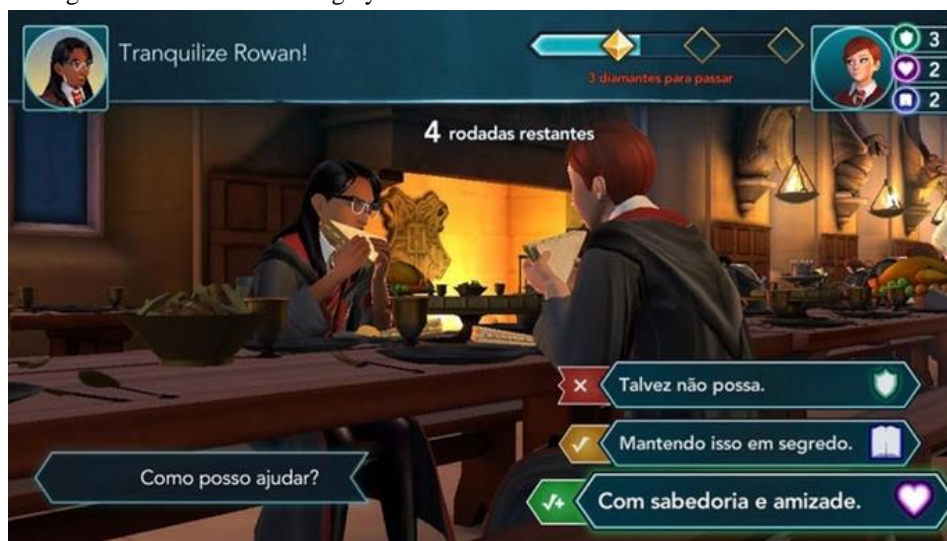 Tranquilize Rowan!
3 diamantes para passar
3
2
2
4 rodadas restantes
Talvez não possa.
Mantendo isso em segredo.
Como posso ajudar?
Com sabedoria e amizade.